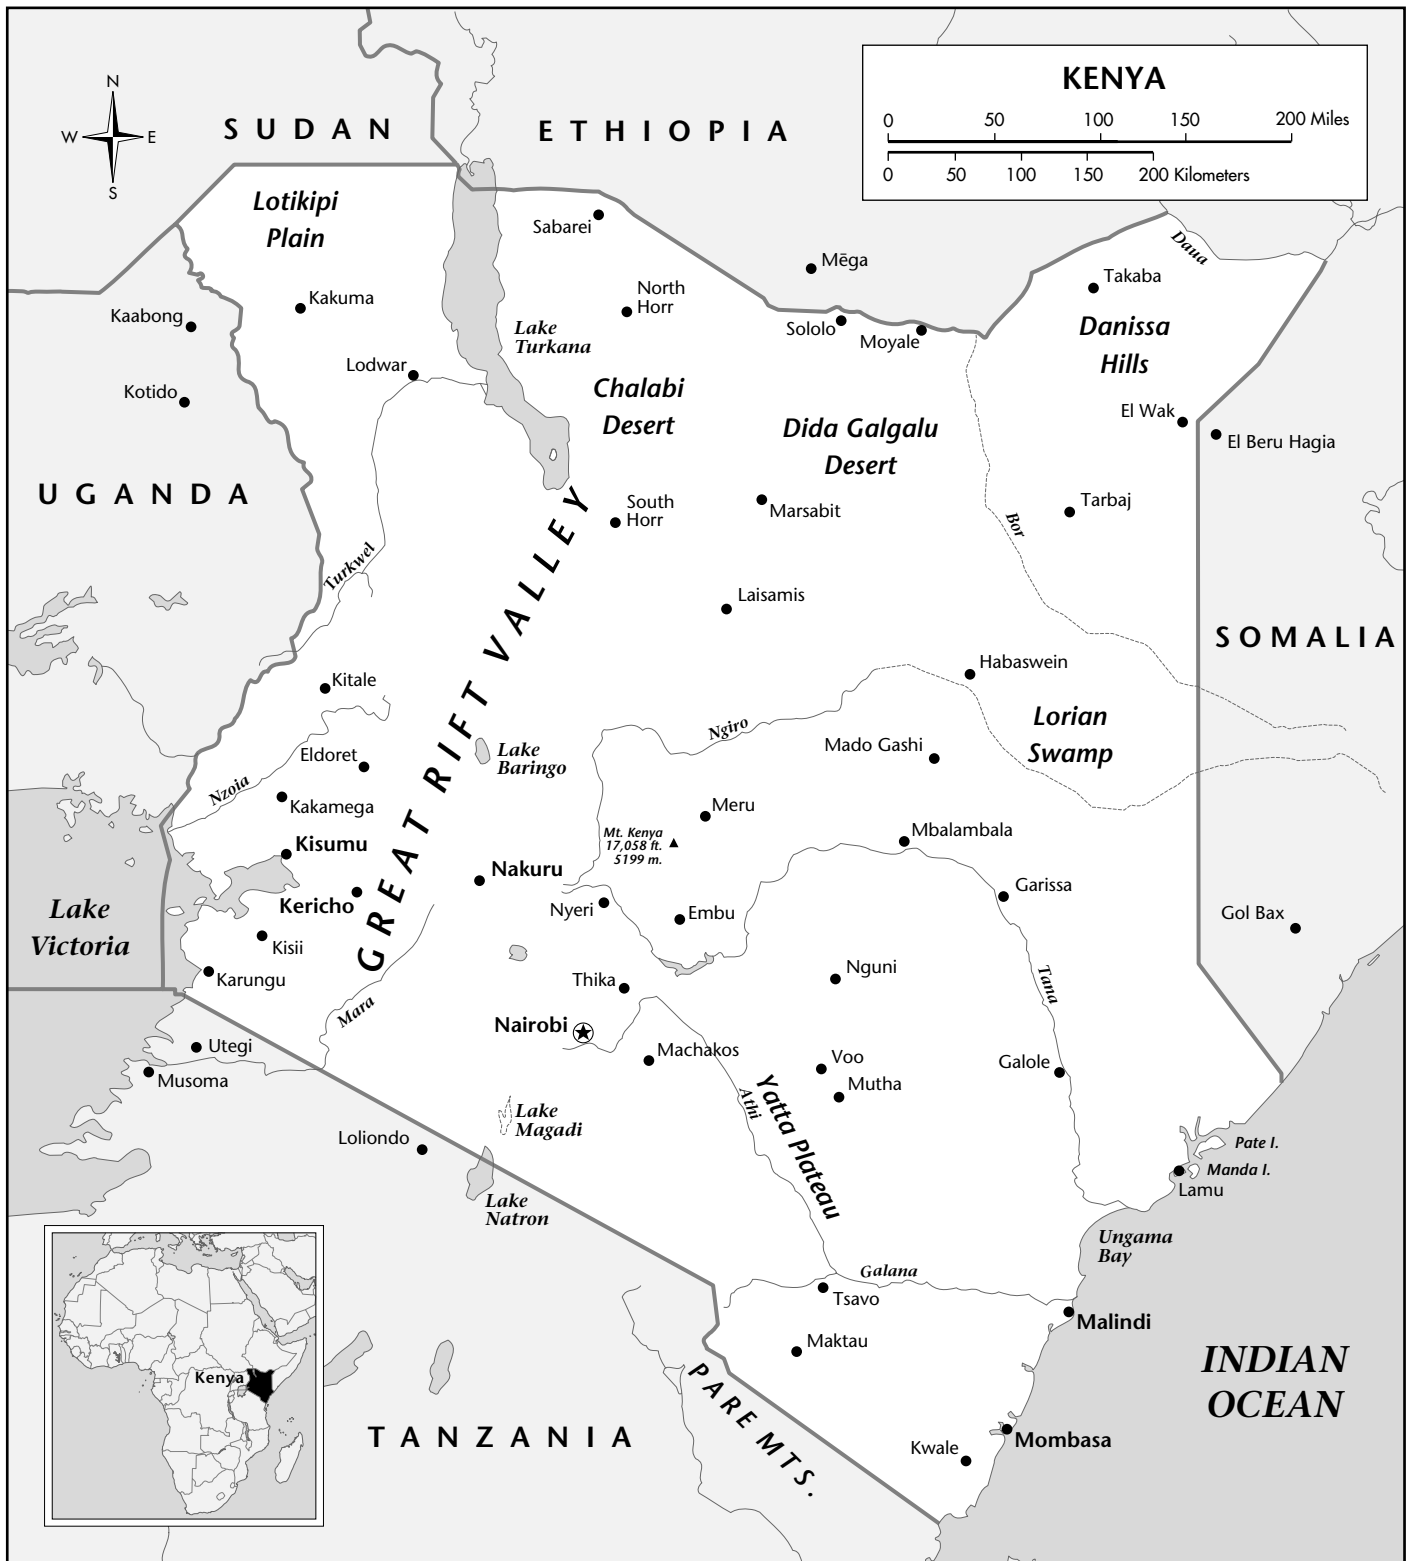 KENYA
0 50 100 150 200 Miles
0 50 100 150 200 Kilometers
N
W E
S
SUDAN
ETHIOPIA
Lotikipi
Plain
Sabarei
Daua
Mēga
Takaba
North
Horr
Kakuma
Kaabong
Lake
Turkana
Sololo
Moyale
Danissa
Hills
Lodwar
Kotido
Chalabi
Desert
Dida Galgalu
Desert
El Wak
El Beru Hagia
UGANDA
South
Horr
Marsabit
Tarbaj
Bor
Turkwel
GREAT RIFT VALLEY
Laisamis
SOMALIA
Habaswein
Kitale
Lorian
Swamp
Ngiro
Mado Gashi
Eldoret
Lake
Baringo
Nzoia
Kakamega
Meru
Mt. Kenya
17,058 ft.
5199 m.
Mbalambala
Kisumu
Nakuru
Garissa
Kericho
Nyeri
Embu
Gol Bax
Lake
Victoria
Kisii
Karungu
Thika
Nguni
Tana
Mara
Nairobi
Utegi
Machakos
Voo
Galole
Musoma
Mutha
Yatta Plateau
Athi
Lake
Magadi
Loliondo
Pate I.
Manda I.
Lamu
Lake
Natron
Ungama
Bay
Galana
Tsavo
Malindi
Maktau
INDIAN
OCEAN
Kenya
PARE MTS.
TANZANIA
Mombasa
Kwale